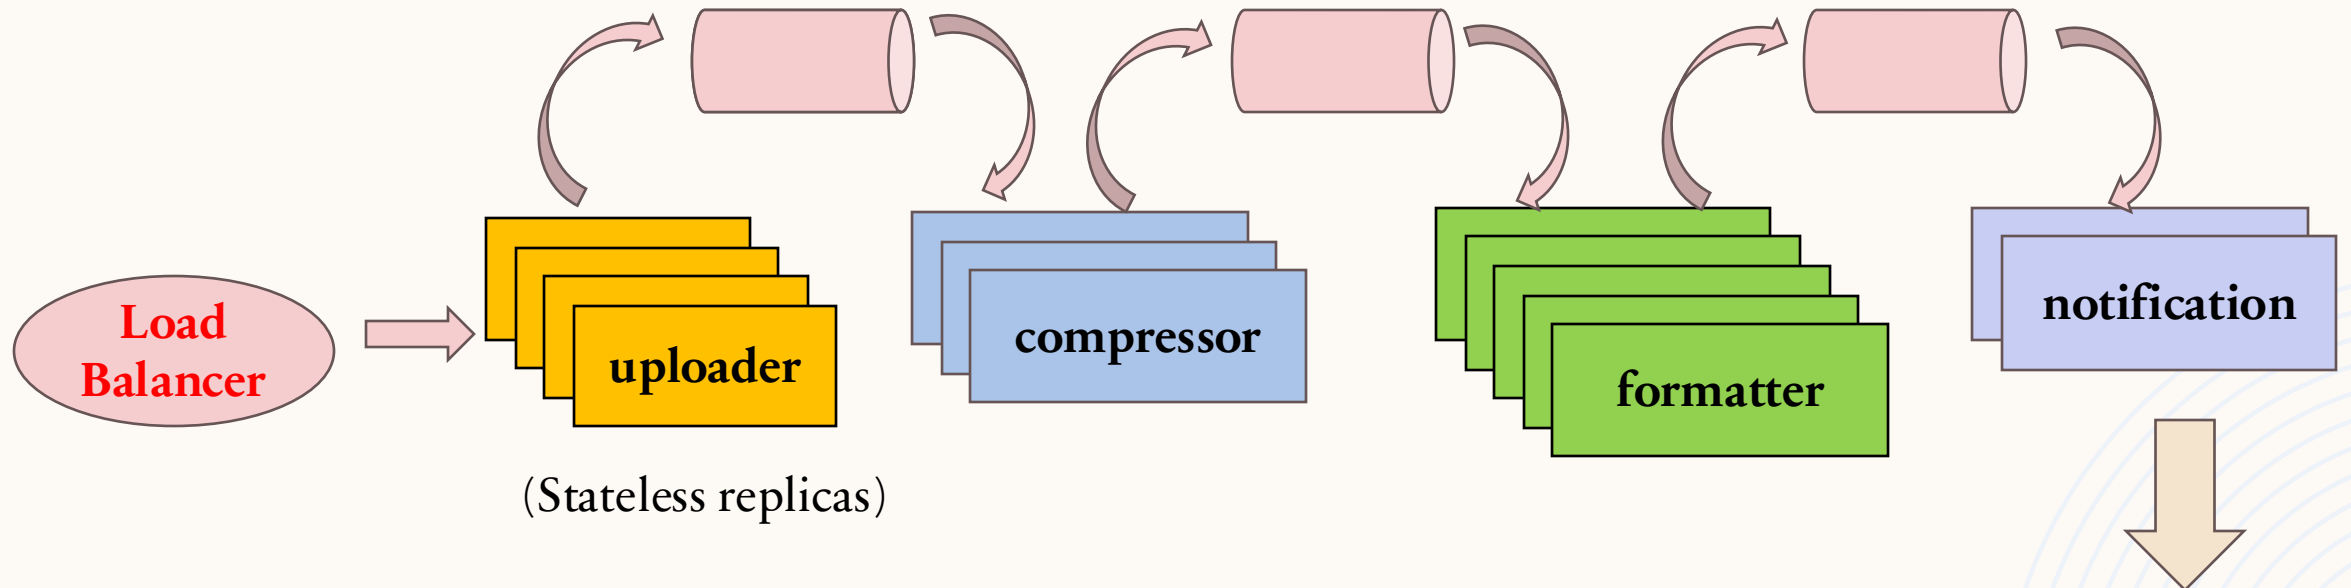 Load
Balancer
uploader
(Stateless replicas)
compressor
formatter
notification